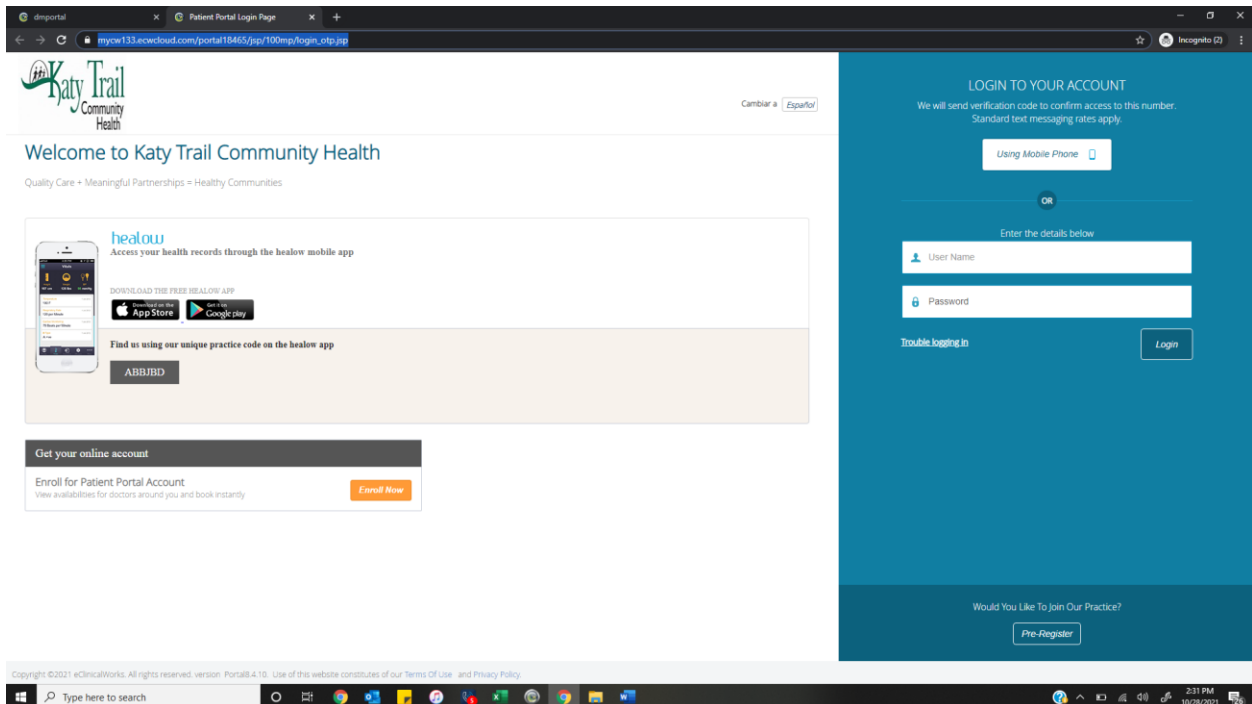 dmportal
Patient Portal Login Page
mycw133.ecwcloud.com/portal18465/jsp/100mp/login_otp.jsp
Incognito (2)
Katy Trail
Community
Health
Cambiar a Español
Welcome to Katy Trail Community Health
Quality Care + Meaningful Partnerships = Healthy Communities
healow
Access your health records through the healow mobile app
DOWNLOAD THE FREE HEALOW APP
Download on the
App Store
Get it on
Google play
Find us using our unique practice code on the healow app
ABBJBD
Get your online account
Enroll for Patient Portal Account
View availabilities for doctors around you and book instantly
Enroll Now
LOGIN TO YOUR ACCOUNT
We will send verification code to confirm access to this number.
Standard text messaging rates apply.
Using Mobile Phone
OR
Enter the details below
User Name
Password
Trouble logging in
Login
Would You Like To Join Our Practice?
Pre-Register
Copyright ©2021 eClinicalWorks. All rights reserved. version Portal8.4.10. Use of this website constitutes of our Terms Of Use and Privacy Policy.
Type here to search
2:31 PM
10/28/2021